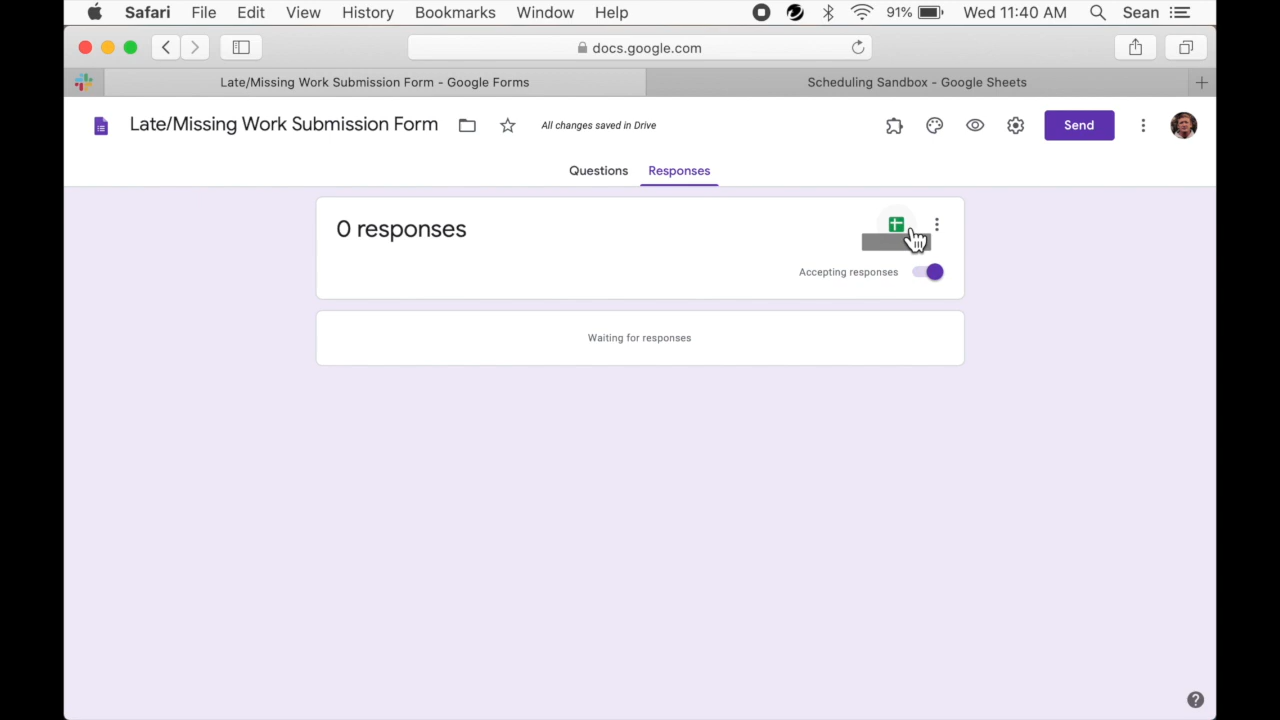 Safari File Edit View History Bookmarks Window Help 91% Wed 11:40 AM Sean
docs.google.com
Late/Missing Work Submission Form - Google Forms
Scheduling Sandbox - Google Sheets
Late/Missing Work Submission Form
All changes saved in Drive
Send
Questions
Responses
0 responses
Accepting responses
Waiting for responses